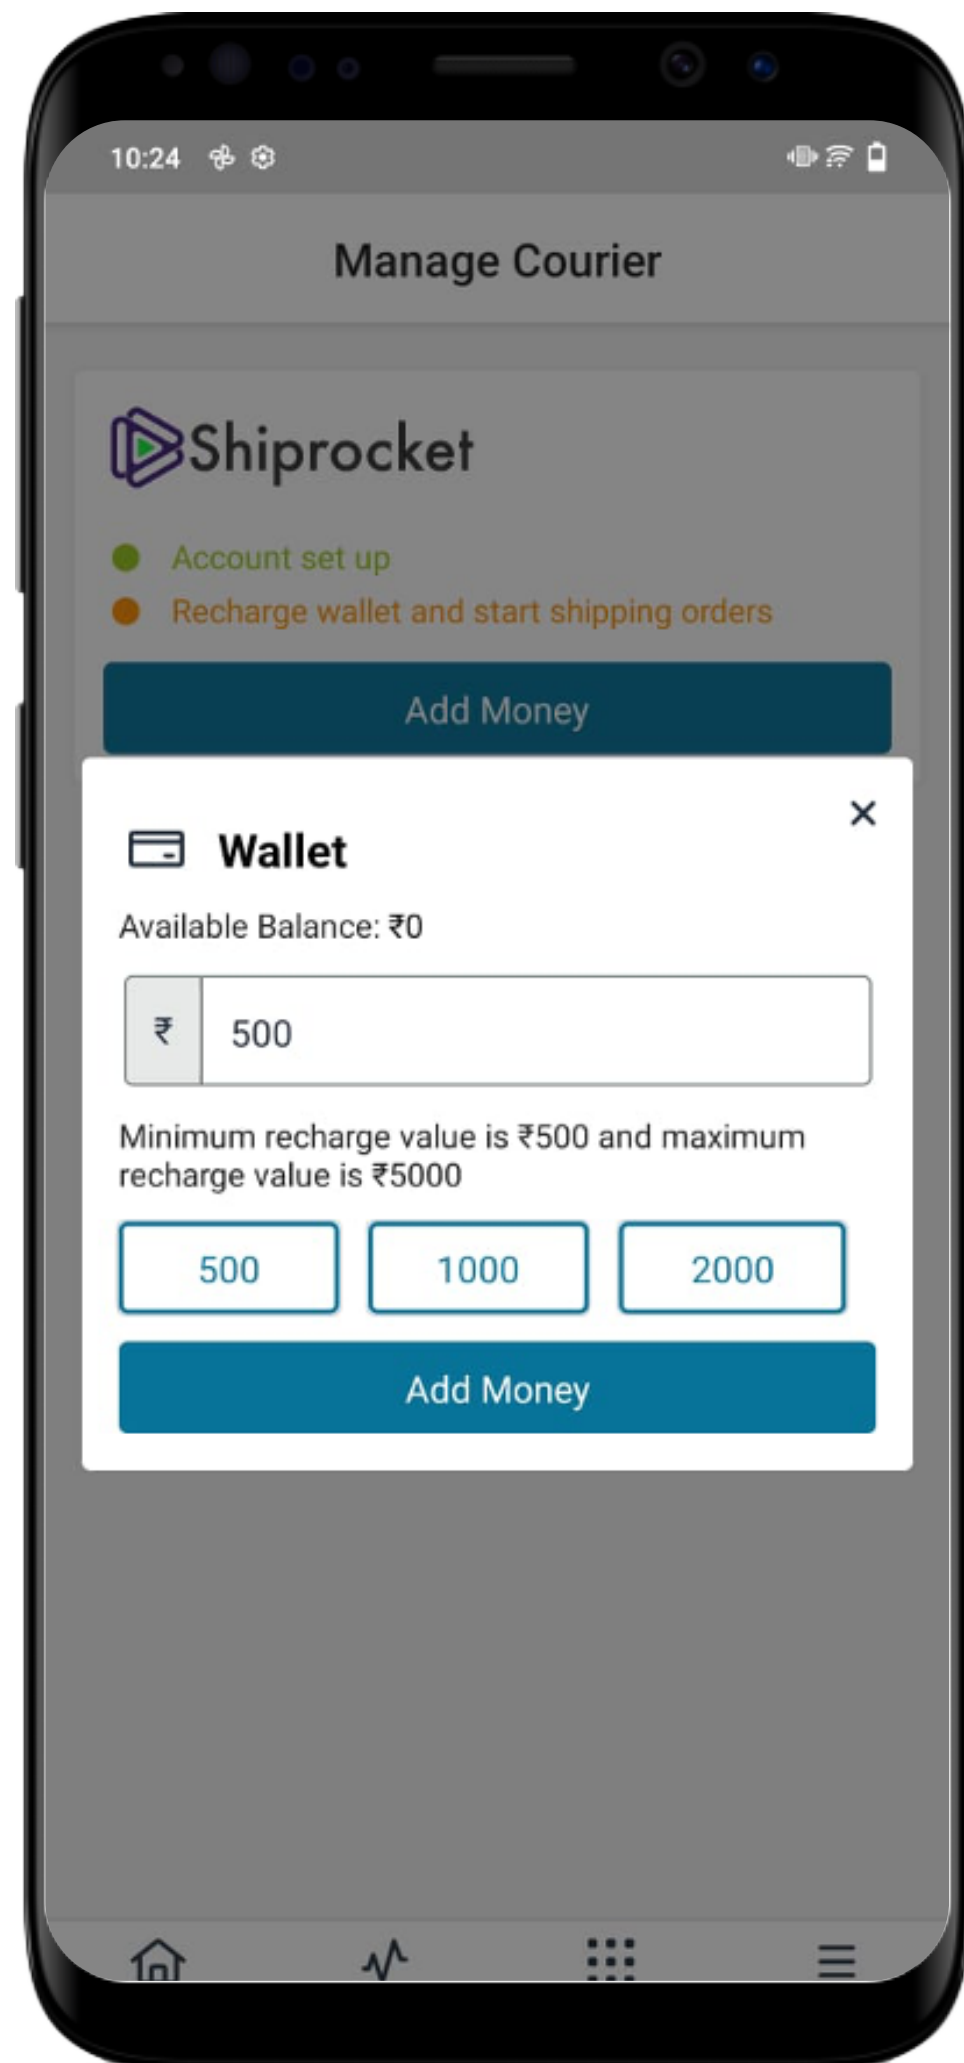 10:24
Manage Courier
Shiprocket
Account set up
Recharge wallet and start shipping orders
Add Money
Wallet
Available Balance: ₹0
₹ 500
Minimum recharge value is ₹500 and maximum
recharge value is ₹5000
500 1000 2000
Add Money